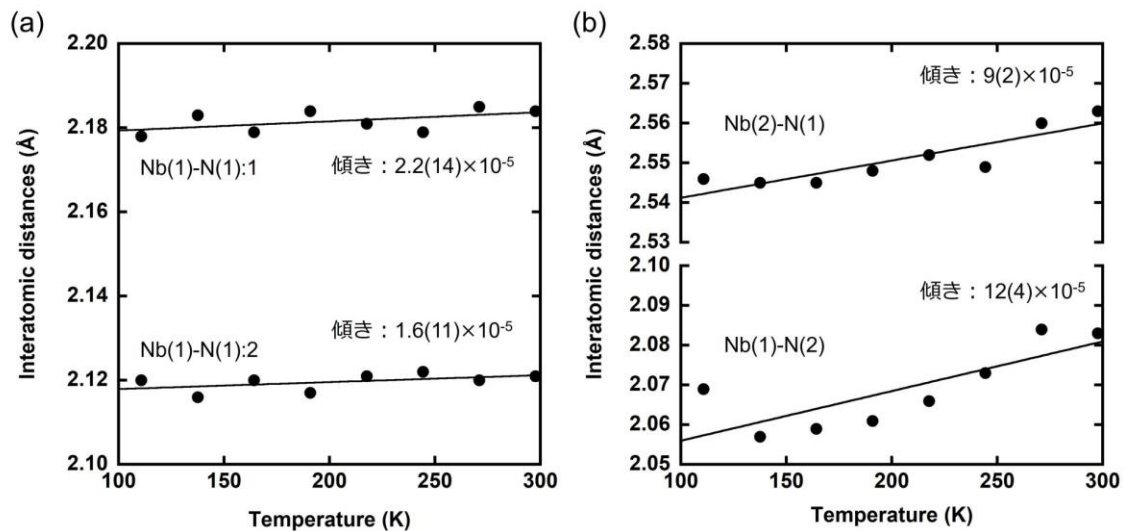 (a)
2.20
2.18
2.16
2.14
2.12
2.10
Interatomic distances (Å)
Nb(1)-N(1):1
傾き：2.2(14)×10-5
Nb(1)-N(1):2
傾き：1.6(11)×10-5
100
150
200
250
300
Temperature (K)
(b)
2.58
2.57
2.56
2.55
2.54
2.53
2.10
2.09
2.08
2.07
2.06
2.05
Interatomic distances (Å)
傾き：9(2)×10-5
Nb(2)-N(1)
傾き：12(4)×10-5
Nb(1)-N(2)
100
150
200
250
300
Temperature (K)